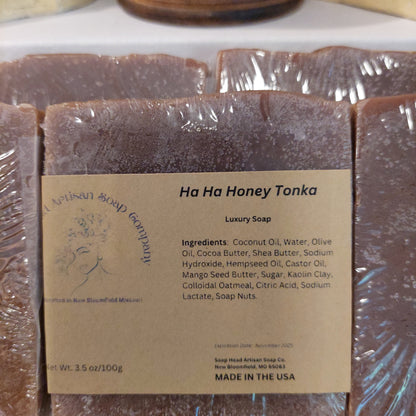 Ha Ha Honey Tonka
Luxury Soap
Artisan Soap Company
Ingredients: Coconut Oil, Water, Olive
Oil, Cocoa Butter, Shea Butter, Sodium
Hydroxide, Hempseed Oil, Castor Oil,
Mango Seed Butter, Sugar, Kaolin Clay,
Colloidal Oatmeal, Citric Acid, Sodium
Lactate, Soap Nuts.
in New Bloomfield Missouri
Expiration Date: November 2025
Soap Head Artisan Soap Co.
New Bloomfield, MO 65063
Net Wt. 3.5 oz/100g
MADE IN THE USA